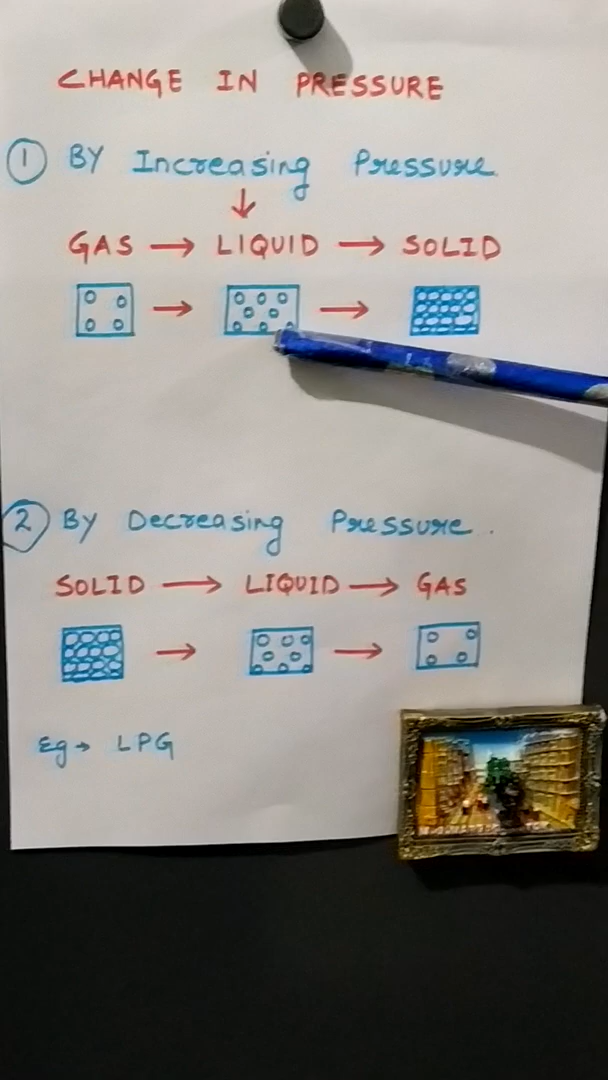 CHANGE IN PRESSURE
1 BY Increasing Pressure.
↓
GAS → LIQUID → SOLID
→ →
2 By Decreasing Pressure.
SOLID → LIQUID → GAS
→ →
Eg → LPG